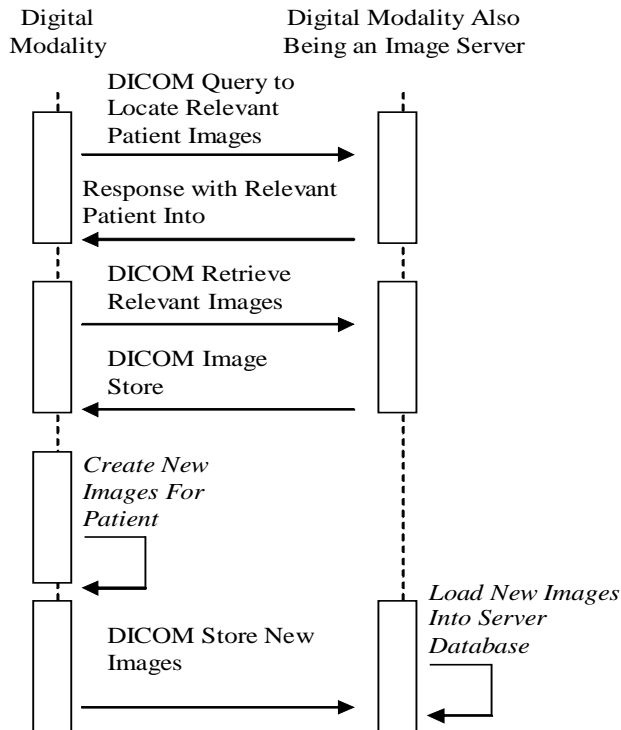 Digital
Modality
Digital Modality Also
Being an Image Server
DICOM Query to
Locate Relevant
Patient Images
Response with Relevant
Patient Into
DICOM Retrieve
Relevant Images
DICOM Image
Store
Create New
Images For
Patient
Load New Images
Into Server
Database
DICOM Store New
Images